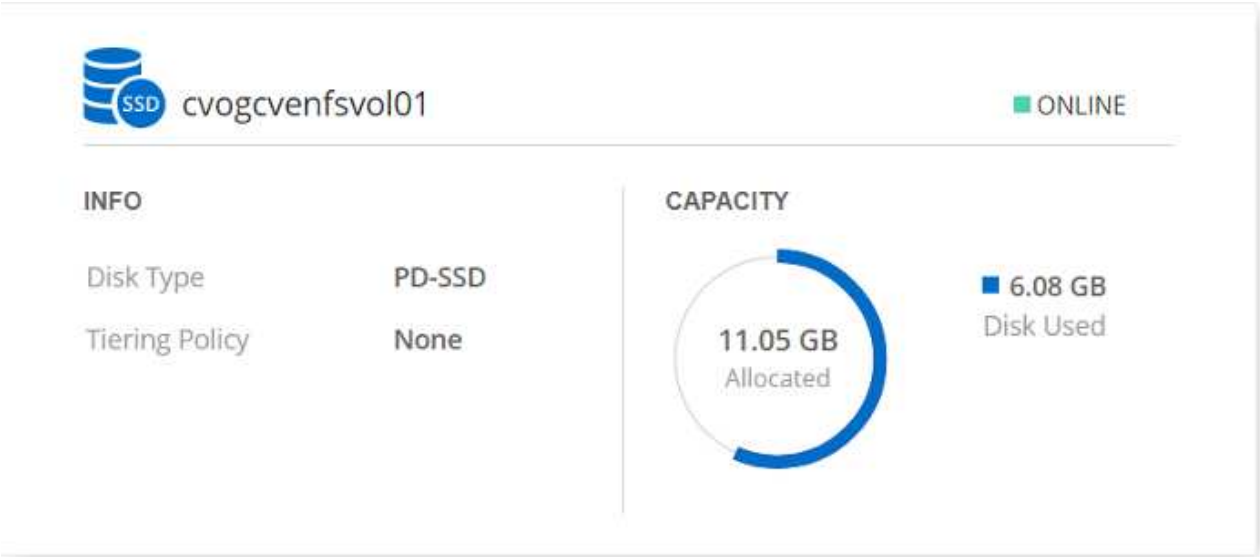 SSD
cvogcvenfsvol01
ONLINE
INFO
Disk Type
PD-SSD
Tiering Policy
None
CAPACITY
11.05 GB
Allocated
6.08 GB
Disk Used